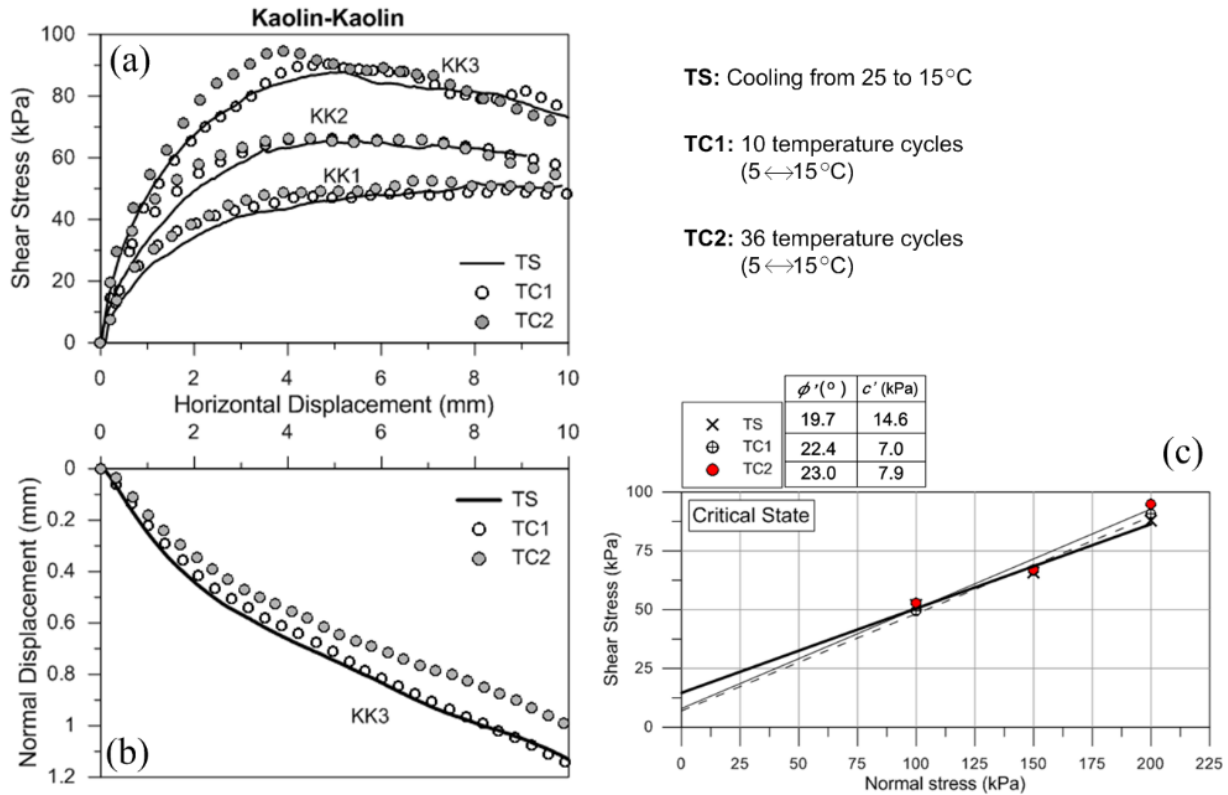 Kaolin-Kaolin
(a)
100
80
60
40
20
0
Shear Stress (kPa)
KK3
KK2
KK1
TS
TC1
TC2
0 2 4 6 8 10
Horizontal Displacement (mm)
0 2 4 6 8 10
0
0.2
0.4
0.6
0.8
1
1.2
Normal Displacement (mm)
TS
TC1
TC2
KK3
(b)
TS: Cooling from 25 to 15°C
TC1: 10 temperature cycles
(5 ↔15°C)
TC2: 36 temperature cycles
(5 ↔15°C)
ϕ'(°) c' (kPa)
TS 19.7 14.6
TC1 22.4 7.0
TC2 23.0 7.9
(c)
Critical State
100
75
50
25
0
Shear Stress (kPa)
0 25 50 75 100 125 150 175 200 225
Normal stress (kPa)